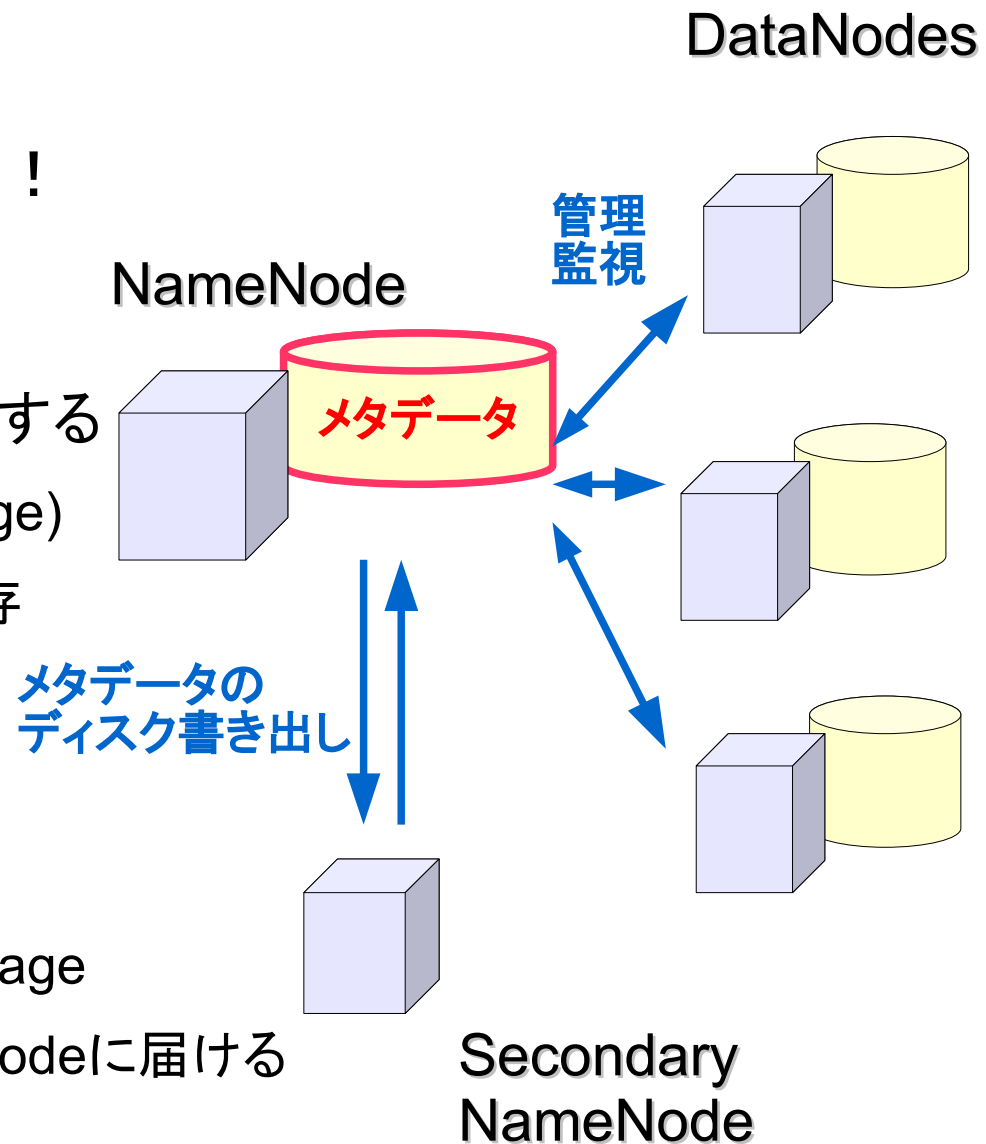 DataNodes
！
管理
監視
NameNode
する
メタデータ
ge)
存
メタデータの
ディスク書き出し
age
odeに届ける
Secondary
NameNode